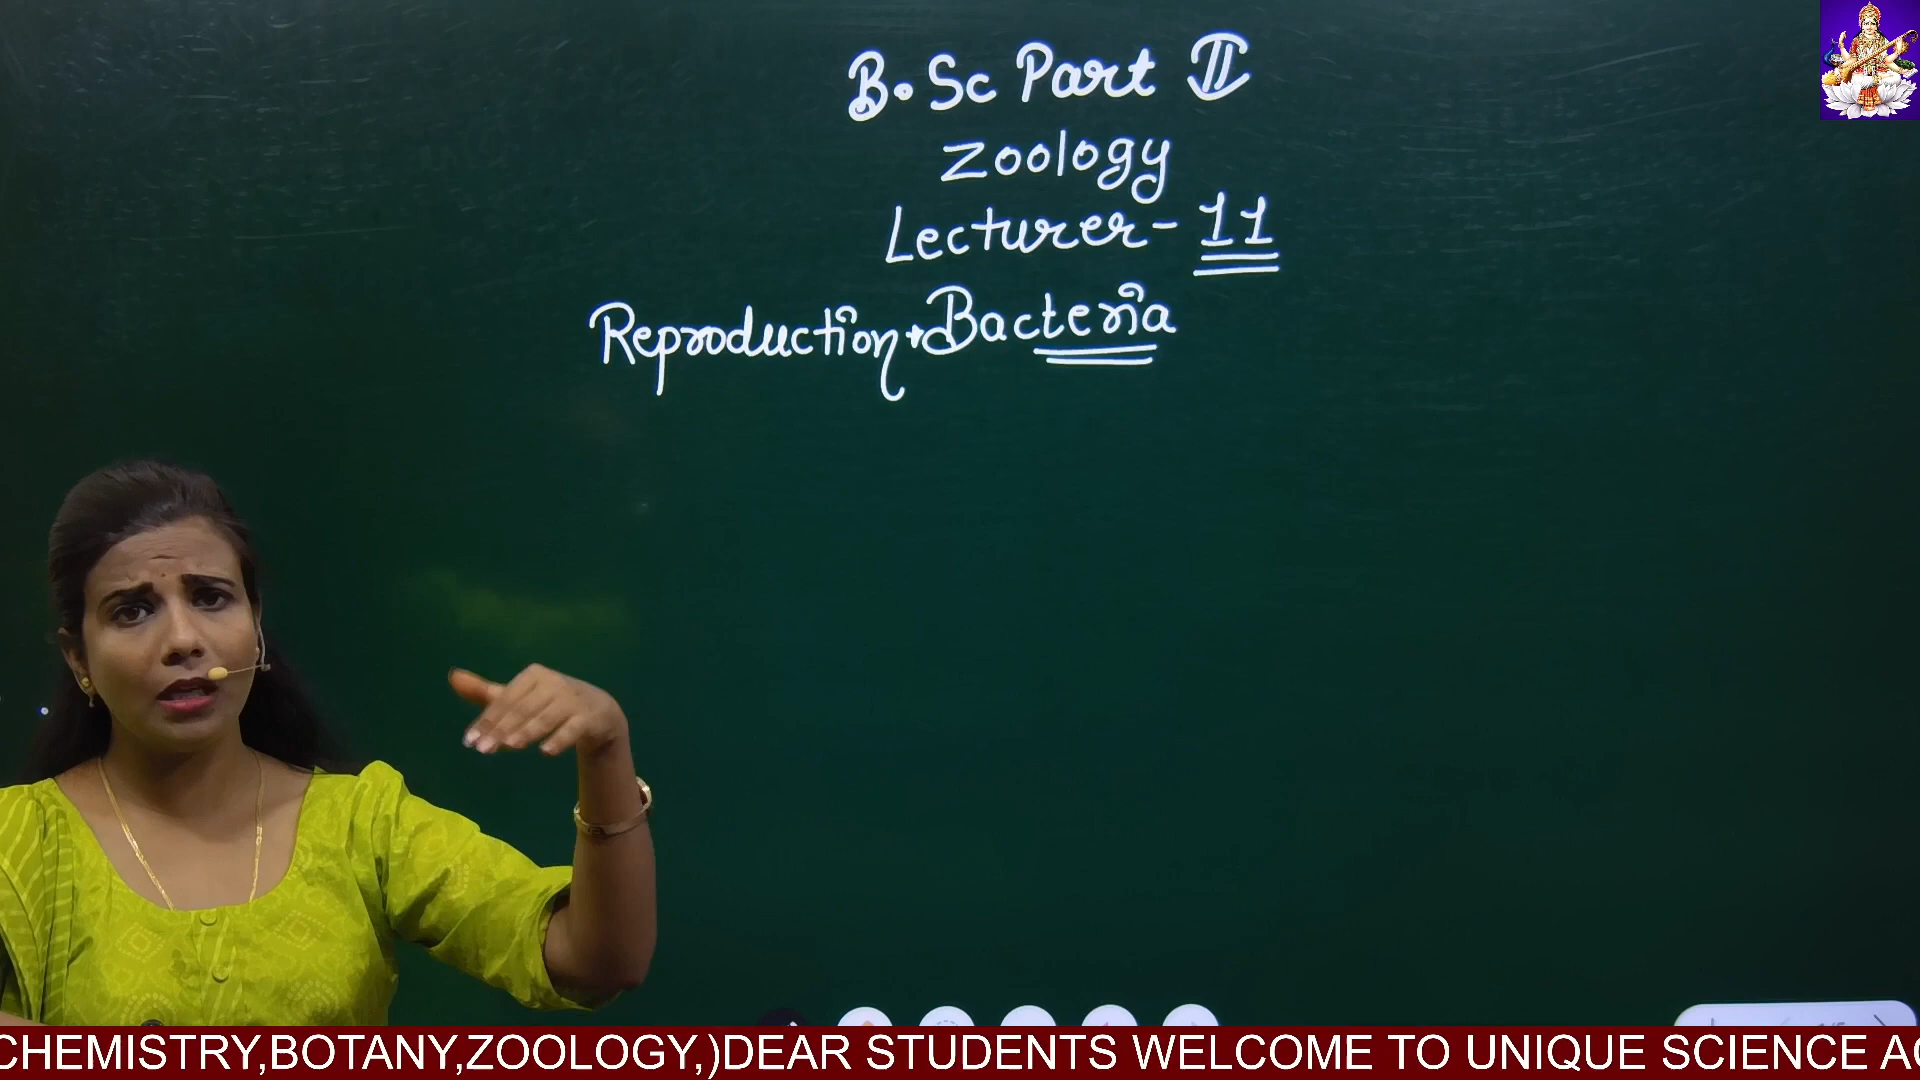 B.Sc Part II
Zoology
Lecturer- 11
Reproduction Bacteria
CHEMISTRY,BOTANY,ZOOLOGY,)DEAR STUDENTS WELCOME TO UNIQUE SCIENCE